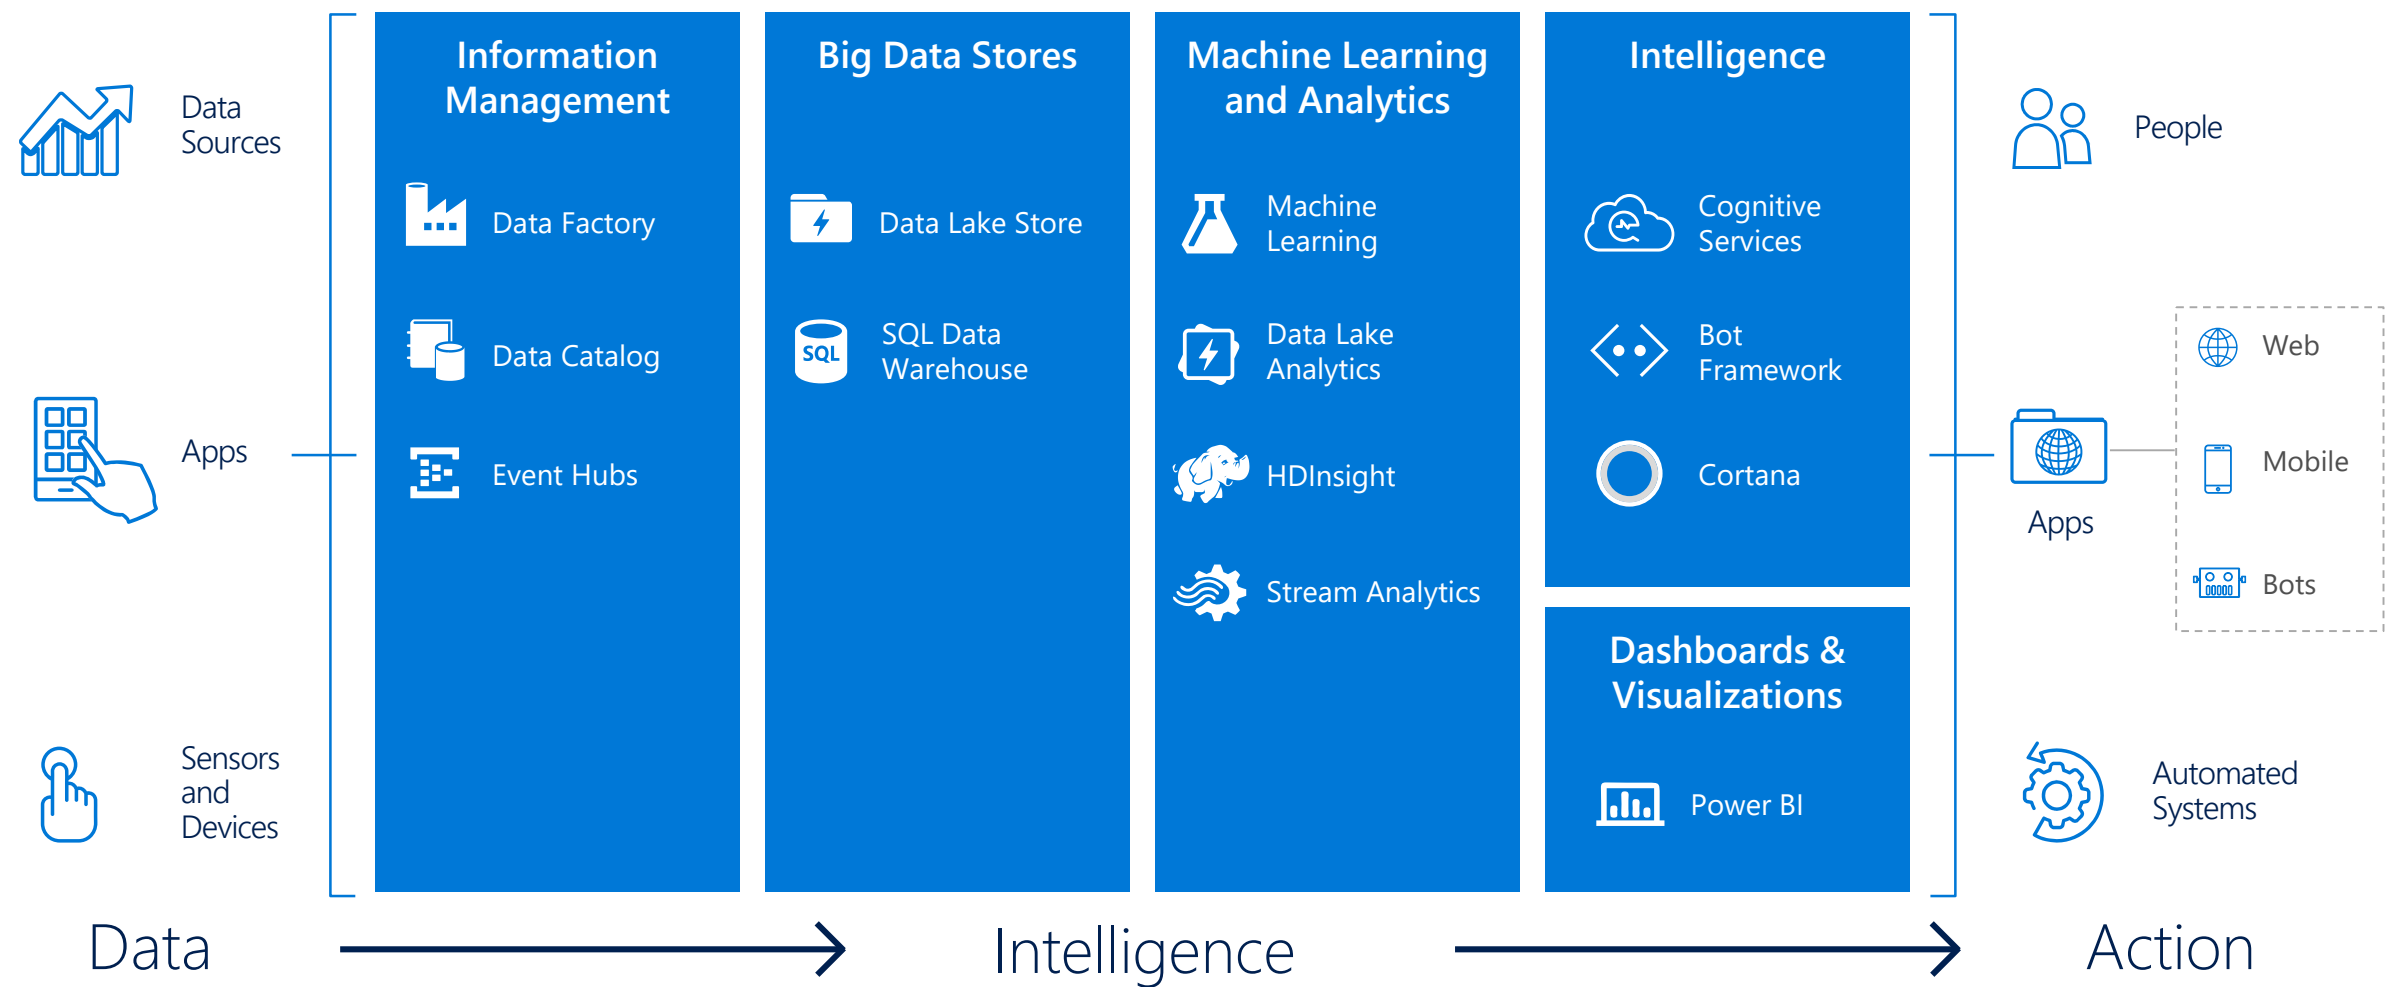 Data
Sources
Apps
Sensors
and
Devices
Information
Management
Data Factory
Data Catalog
Event Hubs
Big Data Stores
Data Lake Store
SQL
SQL Data
Warehouse
Machine Learning
and Analytics
Machine
Learning
Data Lake
Analytics
HDInsight
Stream Analytics
Intelligence
Cognitive
Services
Bot
Framework
Cortana
Dashboards &
Visualizations
Power BI
People
Apps
Web
Mobile
Bots
Automated
Systems
Data
Intelligence
Action